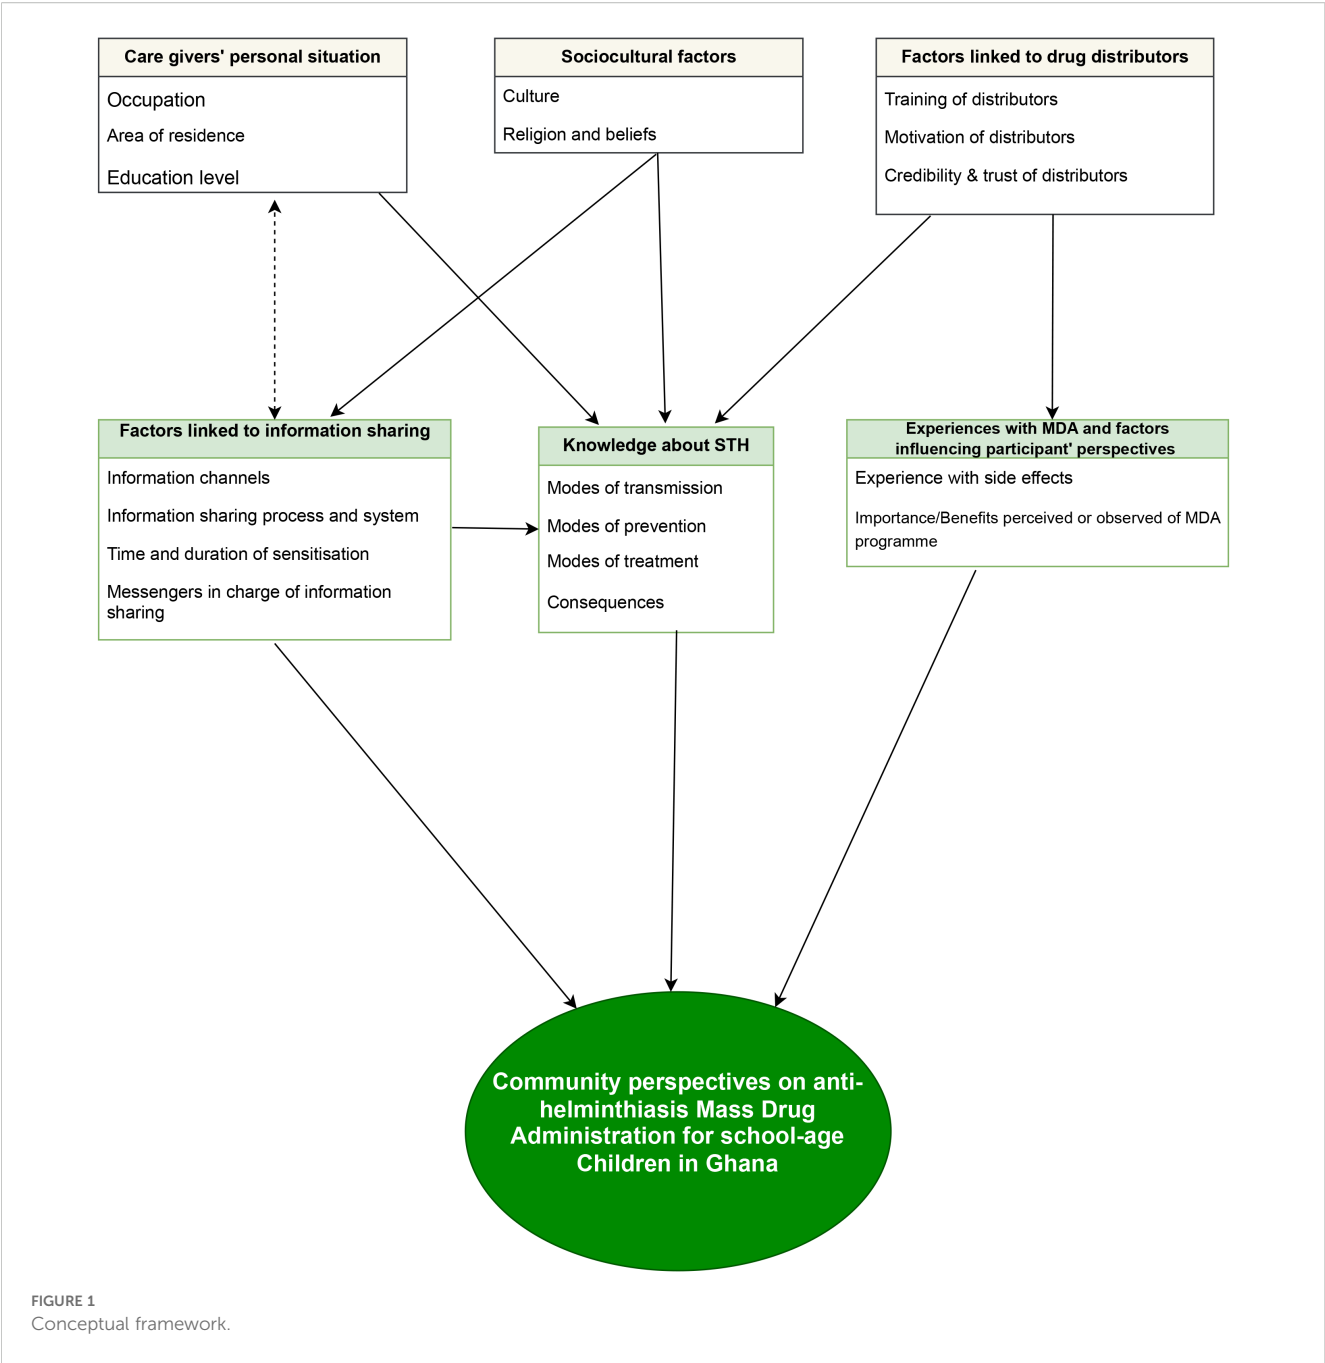 Care givers' personal situation
Occupation
Area of residence
Education level
Sociocultural factors
Culture
Religion and beliefs
Factors linked to drug distributors
Training of distributors
Motivation of distributors
Credibility & trust of distributors
Factors linked to information sharing
Information channels
Information sharing process and system
Time and duration of sensitisation
Messengers in charge of information
sharing
Knowledge about STH
Modes of transmission
Modes of prevention
Modes of treatment
Consequences
Experiences with MDA and factors
influencing participant' perspectives
Experience with side effects
Importance/Benefits perceived or observed of MDA
programme
Community perspectives on anti-
helminthiasis Mass Drug
Administration for school-age
Children in Ghana
FIGURE 1
Conceptual framework.